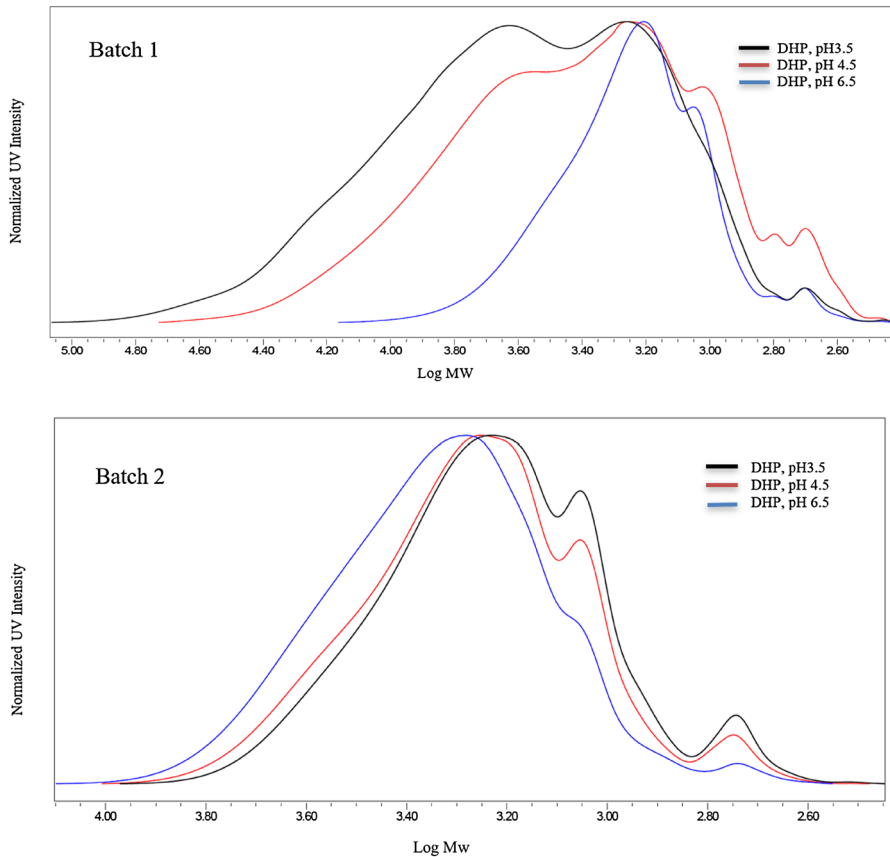 Batch 1
DHP, pH3.5
DHP, pH 4.5
DHP, pH 6.5
Normalized UV Intensity
5.00 4.80 4.60 4.40 4.20 4.00 3.80 3.60 3.40 3.20 3.00 2.80 2.60
Log MW
Batch 2
DHP, pH3.5
DHP, pH 4.5
DHP, pH 6.5
Normalized UV Intensity
4.00 3.80 3.60 3.40 3.20 3.00 2.80 2.60
Log Mw